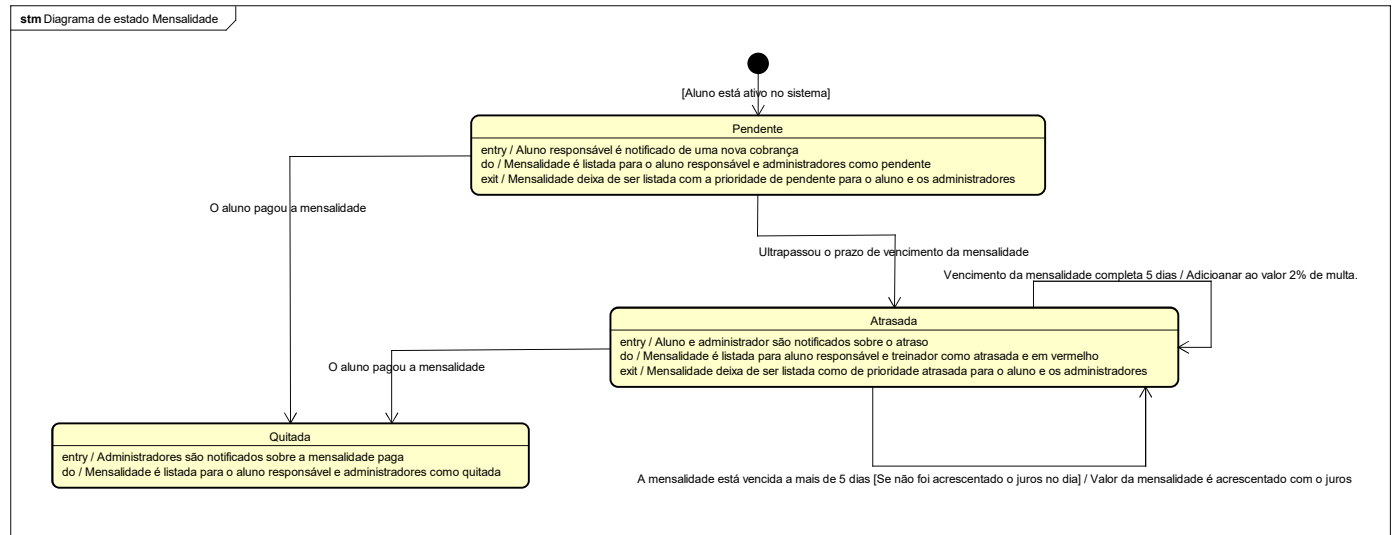 stm Diagrama de estado Mensalidade
[Aluno está ativo no sistema]
Pendente
entry / Aluno responsável é notificado de uma nova cobrança
do / Mensalidade é listada para o aluno responsável e administradores como pendente
exit / Mensalidade deixa de ser listada com a prioridade de pendente para o aluno e os administradores
O aluno pagou a mensalidade
Ultrapassou o prazo de vencimento da mensalidade
Vencimento da mensalidade completa 5 dias / Adicioanar ao valor 2% de multa.
Atrasada
entry / Aluno e administrador são notificados sobre o atraso
do / Mensalidade é listada para aluno responsável e treinador como atrasada e em vermelho
exit / Mensalidade deixa de ser listada como de prioridade atrasada para o aluno e os administradores
O aluno pagou a mensalidade
Quitada
entry / Administradores são notificados sobre a mensalidade paga
do / Mensalidade é listada para o aluno responsável e administradores como quitada
A mensalidade está vencida a mais de 5 dias [Se não foi acrescentado o juros no dia] / Valor da mensalidade é acrescentado com o juros